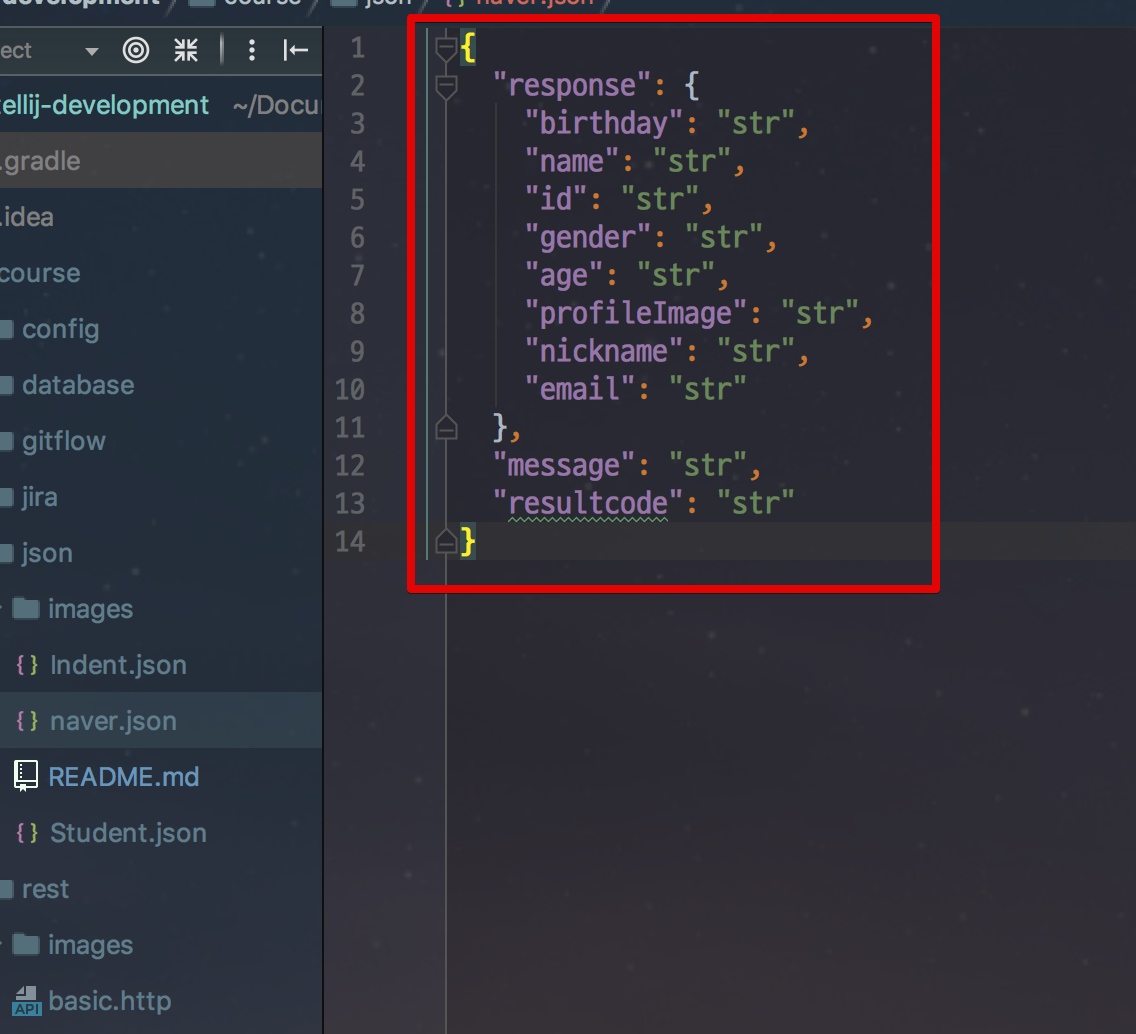 development course json naver.json
ect
tellij-development ~/Docu
.gradle
.idea
course
config
database
gitflow
jira
json
images
Indent.json
naver.json
README.md
Student.json
rest
images
API basic.http
1 {
2 "response": {
3 "birthday": "str",
4 "name": "str",
5 "id": "str",
6 "gender": "str",
7 "age": "str",
8 "profileImage": "str",
9 "nickname": "str",
10 "email": "str"
11 },
12 "message": "str",
13 "resultcode": "str"
14 }